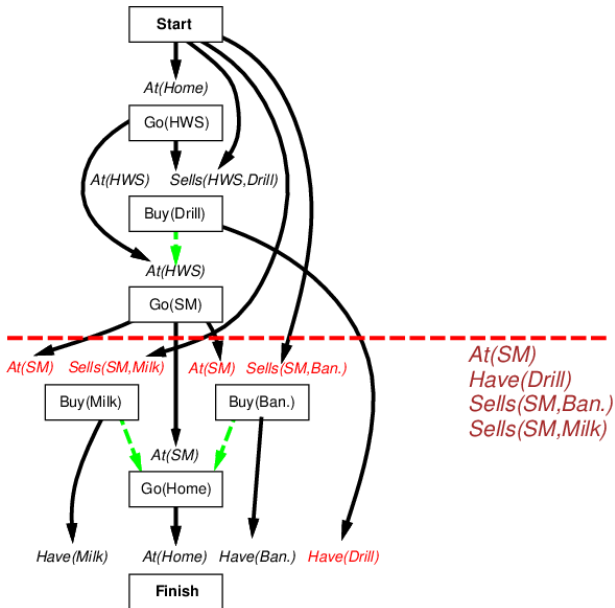 Start
At(Home)
Go(HWS)
At(HWS) Sells(HWS,Drill)
Buy(Drill)
At(HWS)
Go(SM)
At(SM) Sells(SM,Milk) At(SM) Sells(SM,Ban.)
Buy(Milk) Buy(Ban.)
At(SM)
Go(Home)
Have(Milk) At(Home) Have(Ban.) Have(Drill)
Finish
At(SM)
Have(Drill)
Sells(SM,Ban.)
Sells(SM,Milk)